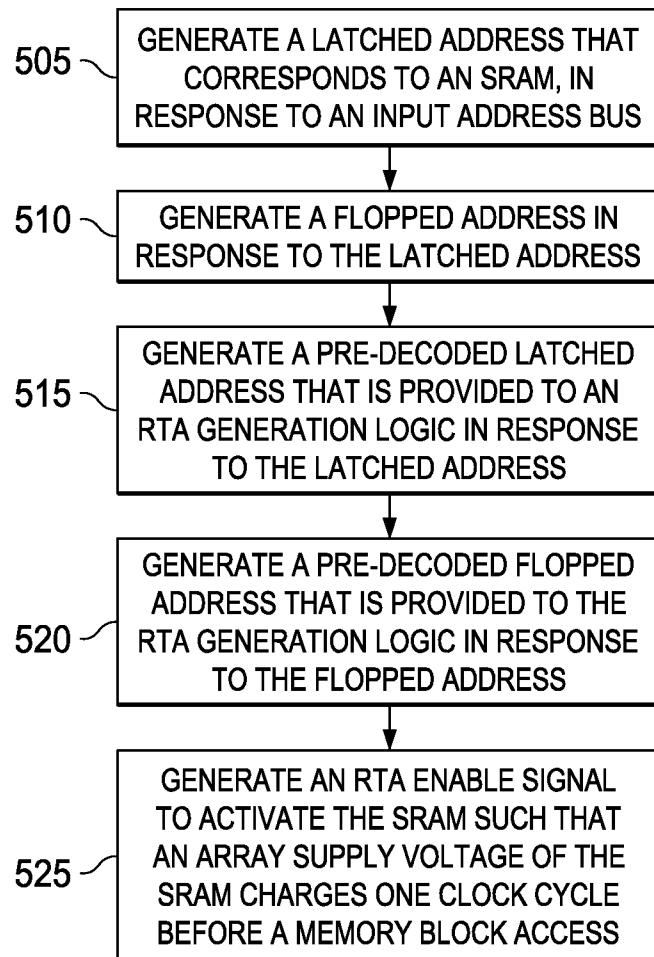 505
GENERATE A LATCHED ADDRESS THAT
CORRESPONDS TO AN SRAM, IN
RESPONSE TO AN INPUT ADDRESS BUS
510
GENERATE A FLOPPED ADDRESS IN
RESPONSE TO THE LATCHED ADDRESS
515
GENERATE A PRE-DECODED LATCHED
ADDRESS THAT IS PROVIDED TO AN
RTA GENERATION LOGIC IN RESPONSE
TO THE LATCHED ADDRESS
520
GENERATE A PRE-DECODED FLOPPED
ADDRESS THAT IS PROVIDED TO THE
RTA GENERATION LOGIC IN RESPONSE
TO THE FLOPPED ADDRESS
525
GENERATE AN RTA ENABLE SIGNAL
TO ACTIVATE THE SRAM SUCH THAT
AN ARRAY SUPPLY VOLTAGE OF THE
SRAM CHARGES ONE CLOCK CYCLE
BEFORE A MEMORY BLOCK ACCESS